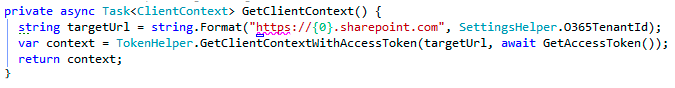 private async Task<ClientContext> GetClientContext() {
string targetUrl = string.Format("https://{0}.sharepoint.com", SettingsHelper.O365TenantId);
var context = TokenHelper.GetClientContextWithAccessToken(targetUrl, await GetAccessToken());
return context;
}